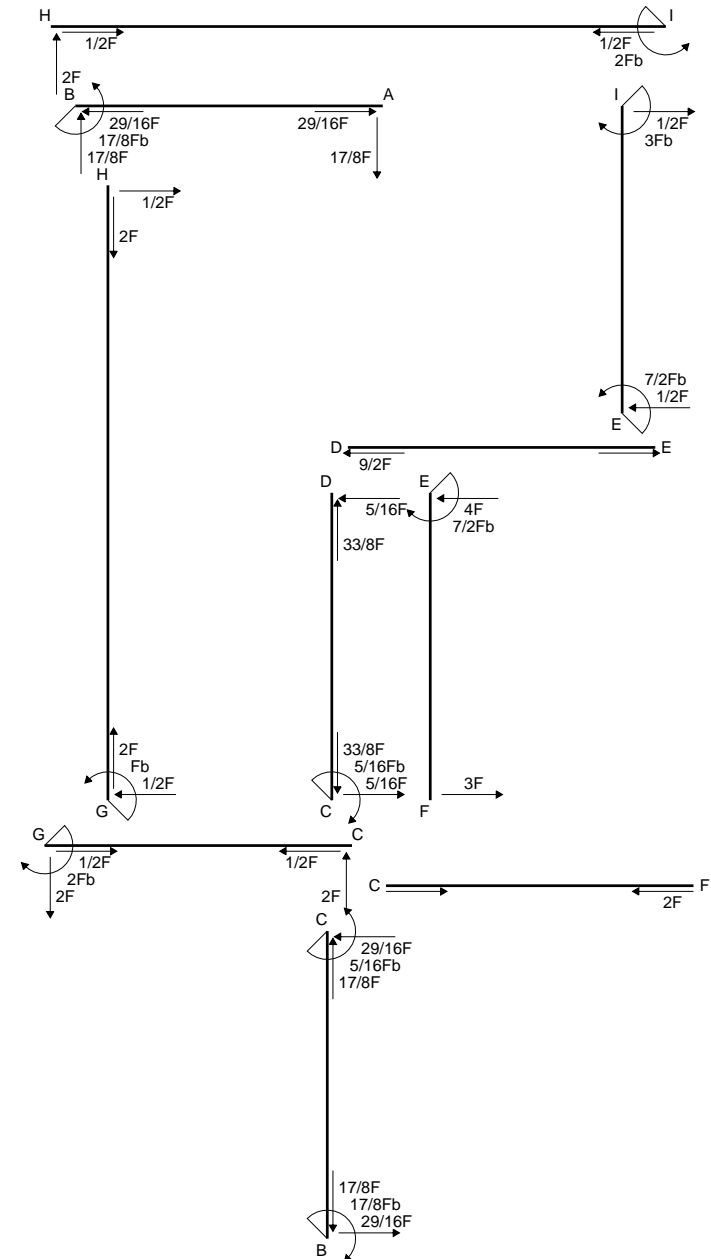 H
I
1/2F
1/2F
2Fb
2F
B
A
I
29/16F
29/16F
1/2F
17/8Fb
3Fb
17/8F
17/8F
H
1/2F
2F
7/2Fb
1/2F
E
D
E
9/2F
D
E
5/16F
4F
7/2Fb
33/8F
2F
33/8F
Fb
5/16Fb
1/2F
5/16F
3F
G
C
F
G
C
1/2F
1/2F
2Fb
2F
2F
C
F
2F
C
29/16F
5/16Fb
17/8F
17/8F
17/8Fb
29/16F
B